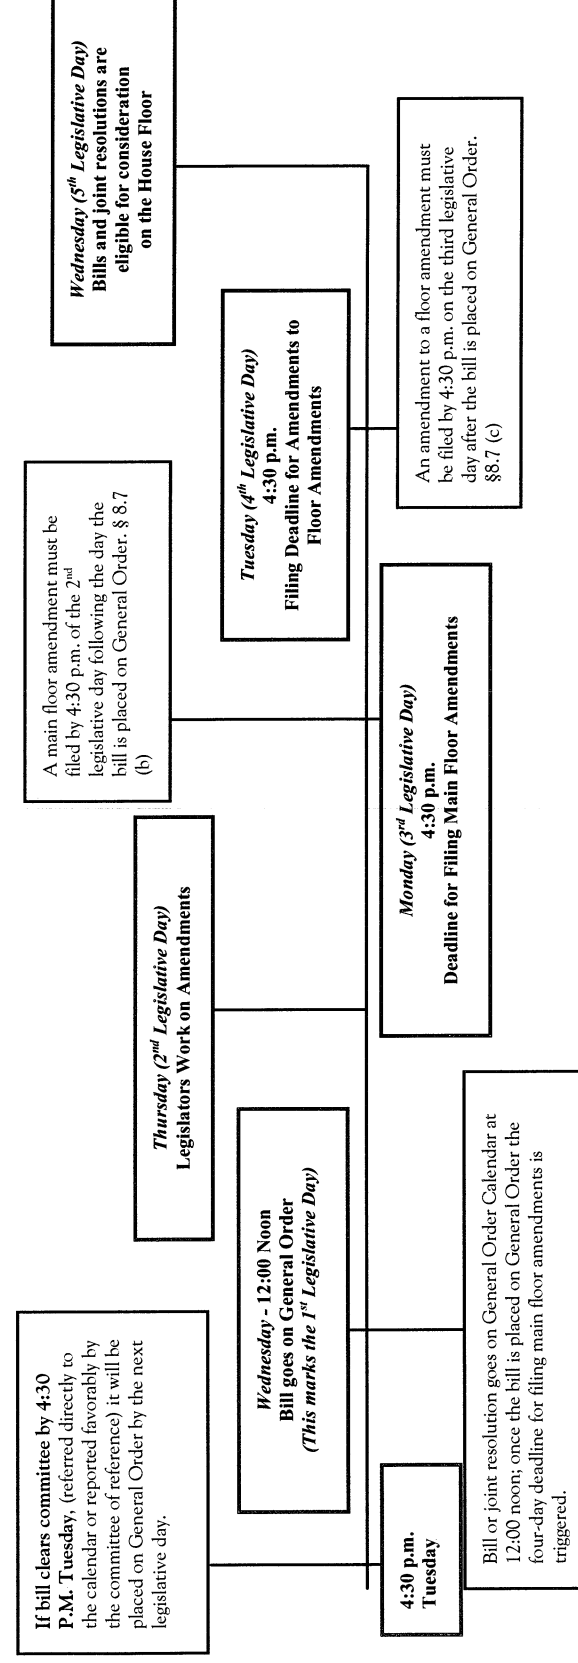 If bill clears committee by 4:30
P.M. Tuesday, (referred directly to
the calendar or reported favorably by
the committee of reference) it will be
placed on General Order by the next
legislative day.
4:30 p.m.
Tuesday
Wednesday - 12:00 Noon
Bill goes on General Order
(This marks the 1st Legislative Day)
Bill or joint resolution goes on General Order Calendar at
12:00 noon; once the bill is placed on General Order the
four-day deadline for filing main floor amendments is
triggered.
Thursday (2nd Legislative Day)
Legislators Work on Amendments
A main floor amendment must be
filed by 4:30 p.m. of the 2nd
legislative day following the day the
bill is placed on General Order. § 8.7
(b)
Monday (3rd Legislative Day)
4:30 p.m.
Deadline for Filing Main Floor Amendments
Tuesday (4th Legislative Day)
4:30 p.m.
Filing Deadline for Amendments to
Floor Amendments
An amendment to a floor amendment must
be filed by 4:30 p.m. on the third legislative
day after the bill is placed on General Order.
§8.7 (c)
Wednesday (5th Legislative Day)
Bills and joint resolutions are
eligible for consideration
on the House Floor